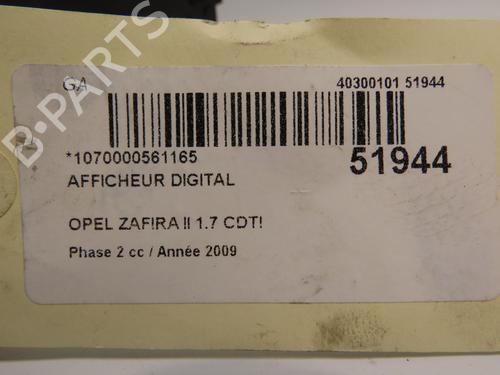 GA
40300101 51944
*1070000561165
51944
AFFICHEUR DIGITAL
OPEL ZAFIRA II 1.7 CDTI
Phase 2 cc / Année 2009
B-PARTS